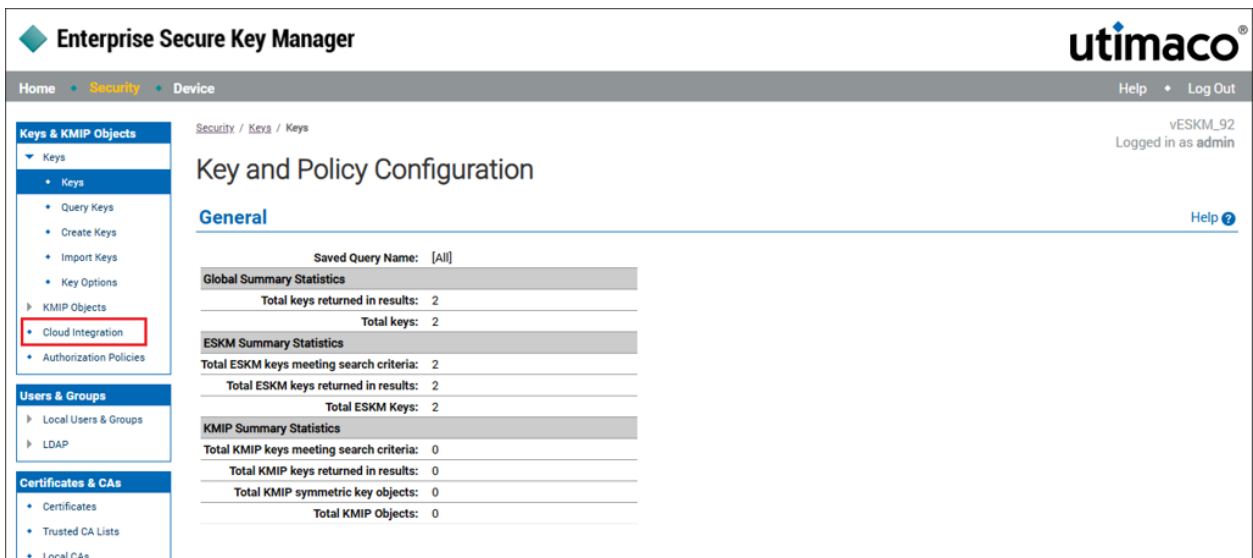 Enterprise Secure Key Manager
utimaco®
Home • Security • Device
Help • Log Out
Keys & KMIP Objects
Keys
Keys
Query Keys
Create Keys
Import Keys
Key Options
KMIP Objects
Cloud Integration
Authorization Policies
Users & Groups
Local Users & Groups
LDAP
Certificates & CAs
Certificates
Trusted CA Lists
Local CAs
Security / Keys / Keys
vESKM_92
Logged in as admin
Key and Policy Configuration
General
Help ?
Saved Query Name: [All]
Global Summary Statistics
Total keys returned in results: 2
Total keys: 2
ESKM Summary Statistics
Total ESKM keys meeting search criteria: 2
Total ESKM keys returned in results: 2
Total ESKM Keys: 2
KMIP Summary Statistics
Total KMIP keys meeting search criteria: 0
Total KMIP keys returned in results: 0
Total KMIP symmetric key objects: 0
Total KMIP Objects: 0